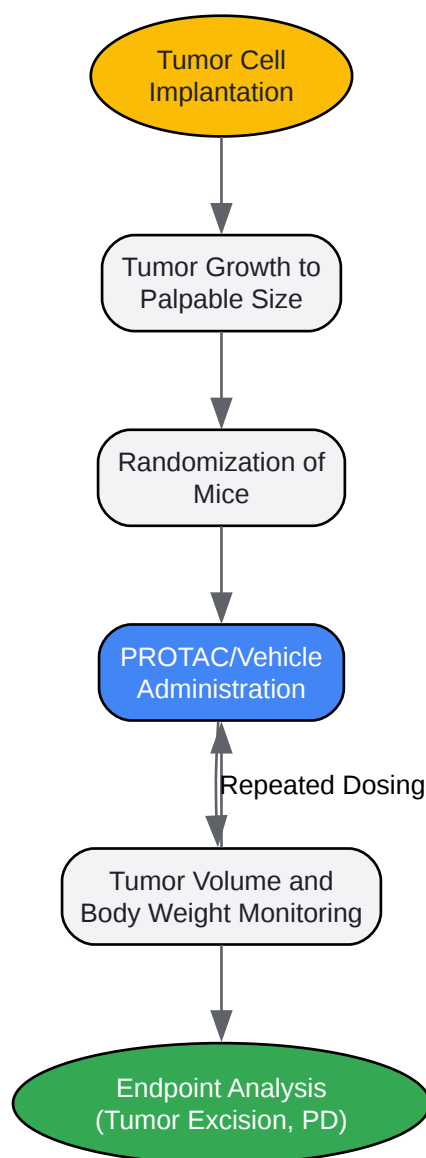 Tumor Cell
Implantation
Tumor Growth to
Palpable Size
Randomization of
Mice
PROTAC/Vehicle
Administration
Repeated Dosing
Tumor Volume and
Body Weight Monitoring
Endpoint Analysis
(Tumor Excision, PD)